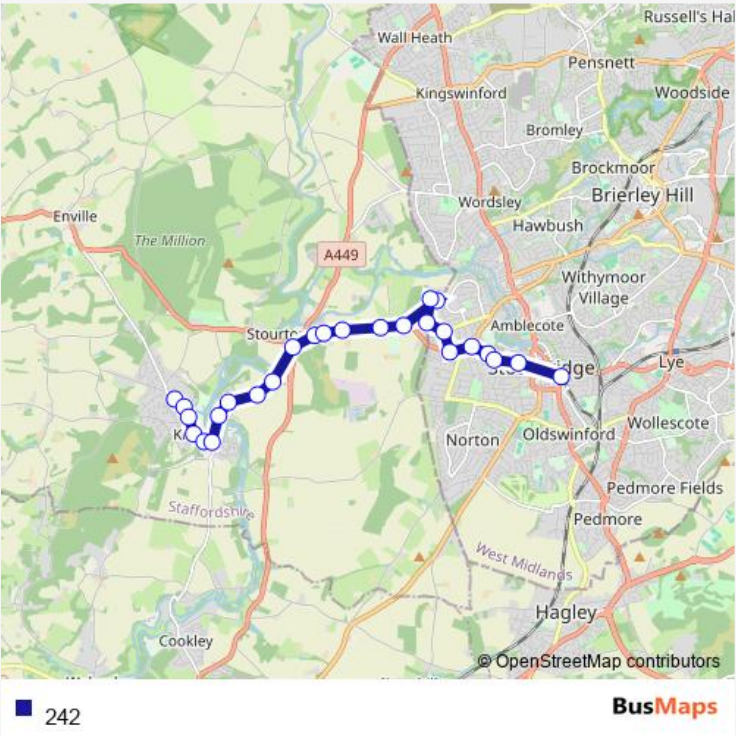 Russell's Hal
Wall Heath
Pensnett
Kingswinford
Woodside
Bromley
Brockmoor
Brierley Hill
Wordsley
Enville
Hawbush
The Million
A449
Withymoor
Village
Amblecote
Stourto
Lye
Wollescote
Norton
Oldswinford
Pedmore Fields
Staffordshire
Pedmore
West Midlands
Hagley
Cookley
© OpenStreetMap contributors
242
BusMaps